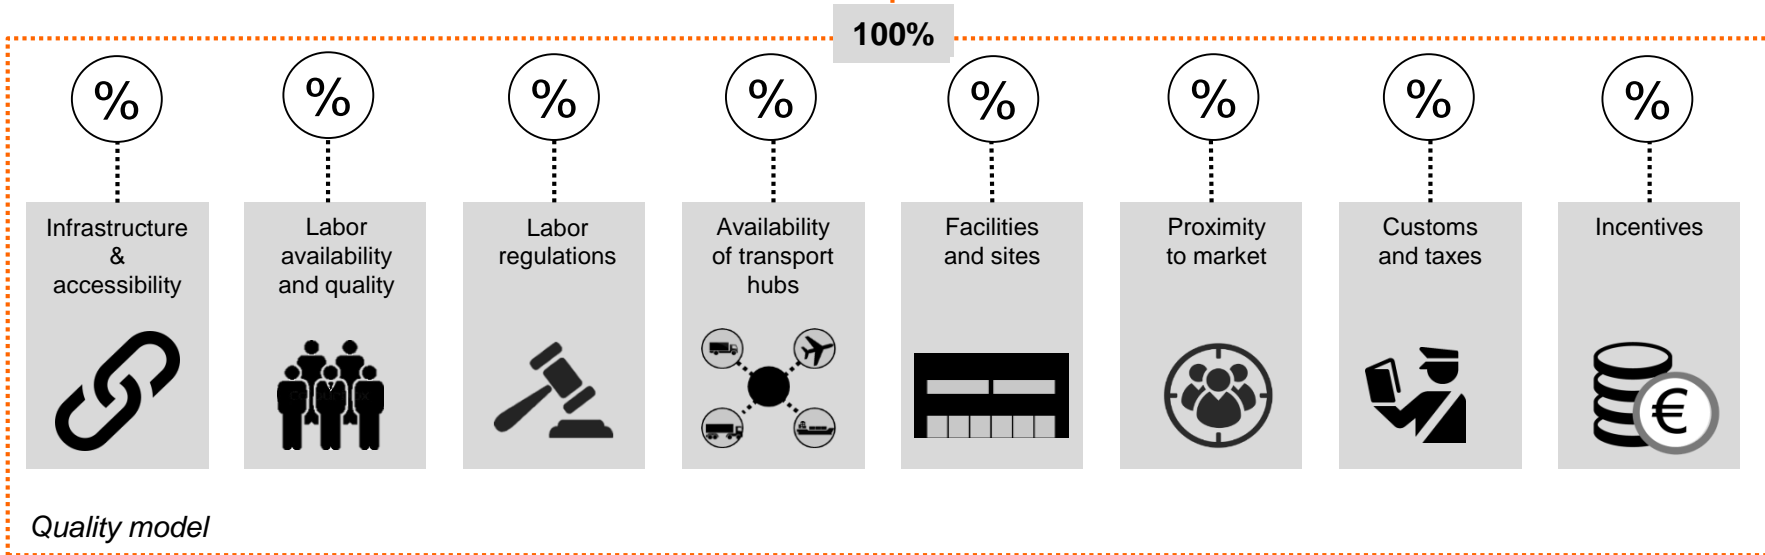 100%
%
%
%
%
%
%
%
%
Infrastructure
&
accessibility
Labor
availability
and quality
Labor
regulations
Availability
of transport
hubs
Facilities
and sites
Proximity
to market
Customs
and taxes
Incentives
€
Quality model